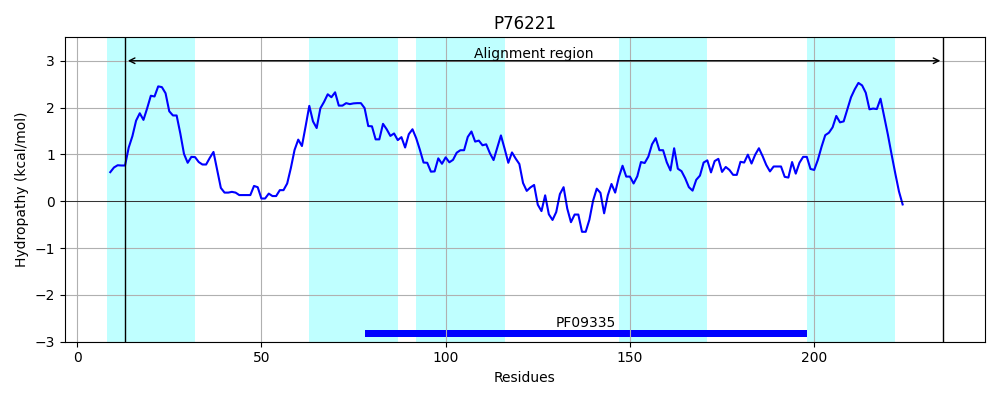 P76221
Alignment region
PF09335
3
2
1
0
−1
−2
−3
0
50
100
150
200
Hydropathy (kcal/mol)
Residues